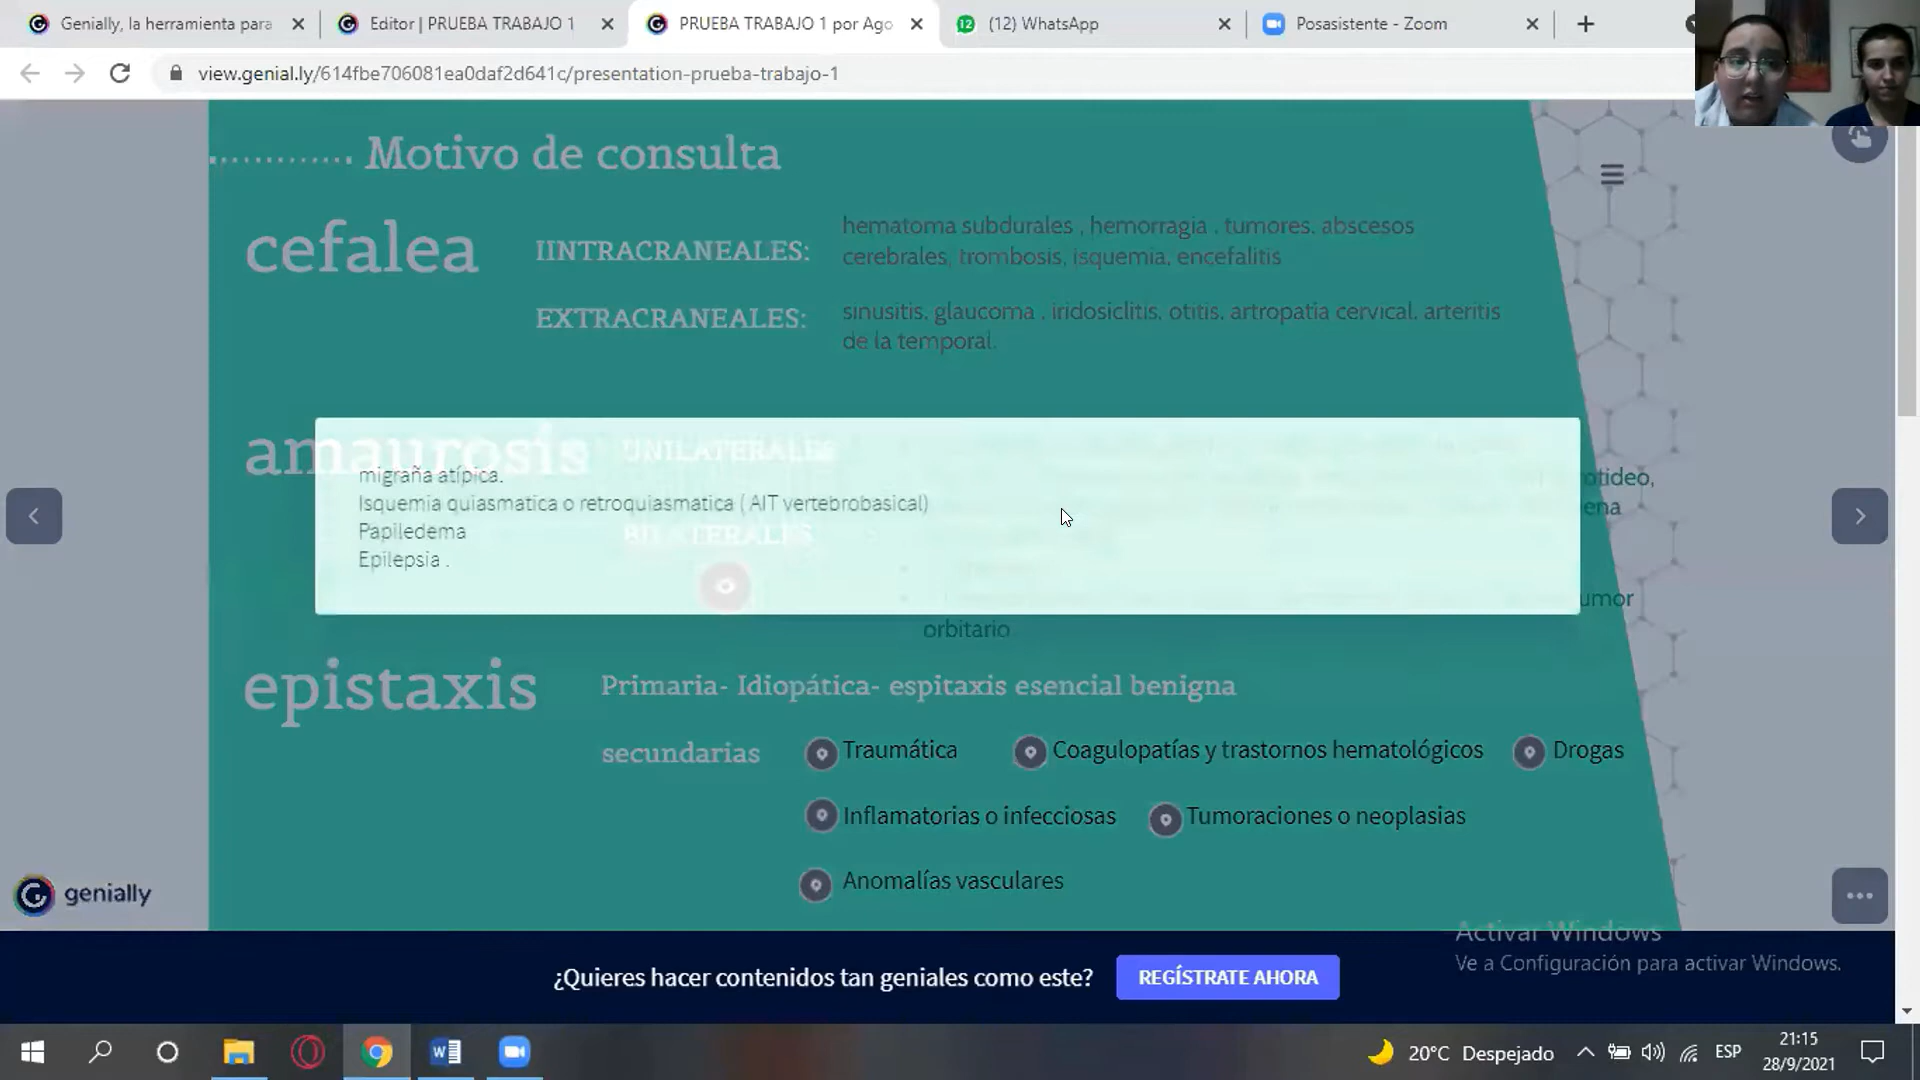 Genially, la herramienta para
Editor | PRUEBA TRABAJO 1
PRUEBA TRABAJO 1 por Ago
12
(12) WhatsApp
Posasistente - Zoom
view.genial.ly/614fbe706081ea0daf2d641c/presentation-prueba-trabajo-1
Motivo de consulta
cefalea
IINTRACRANEALES:
hematoma subdurales , hemorragia . tumores. abscesos
cerebrales, trombosis, isquemia, encefalitis
EXTRACRANEALES:
sinusitis. glaucoma . iridosiclitis. otitis. artropatía cervical. arteritis
de la temporal.
amaurosis
UNILATERALES
migraña atípica.
Isquemia quiasmatica o retroquiasmatica ( AIT vertebrobasical)
BILATERALES
Papiledema
Epilepsia .
orbitario
epistaxis
Primaria- Idiopática- espitaxis esencial benigna
secundarias
Traumática
Coagulopatías y trastornos hematológicos
Drogas
Inflamatorias o infecciosas
Tumoraciones o neoplasias
Anomalías vasculares
genially
Activar Windows
Ve a Configuración para activar Windows.
¿Quieres hacer contenidos tan geniales como este?
REGÍSTRATE AHORA
20°C Despejado
ESP
21:15
28/9/2021